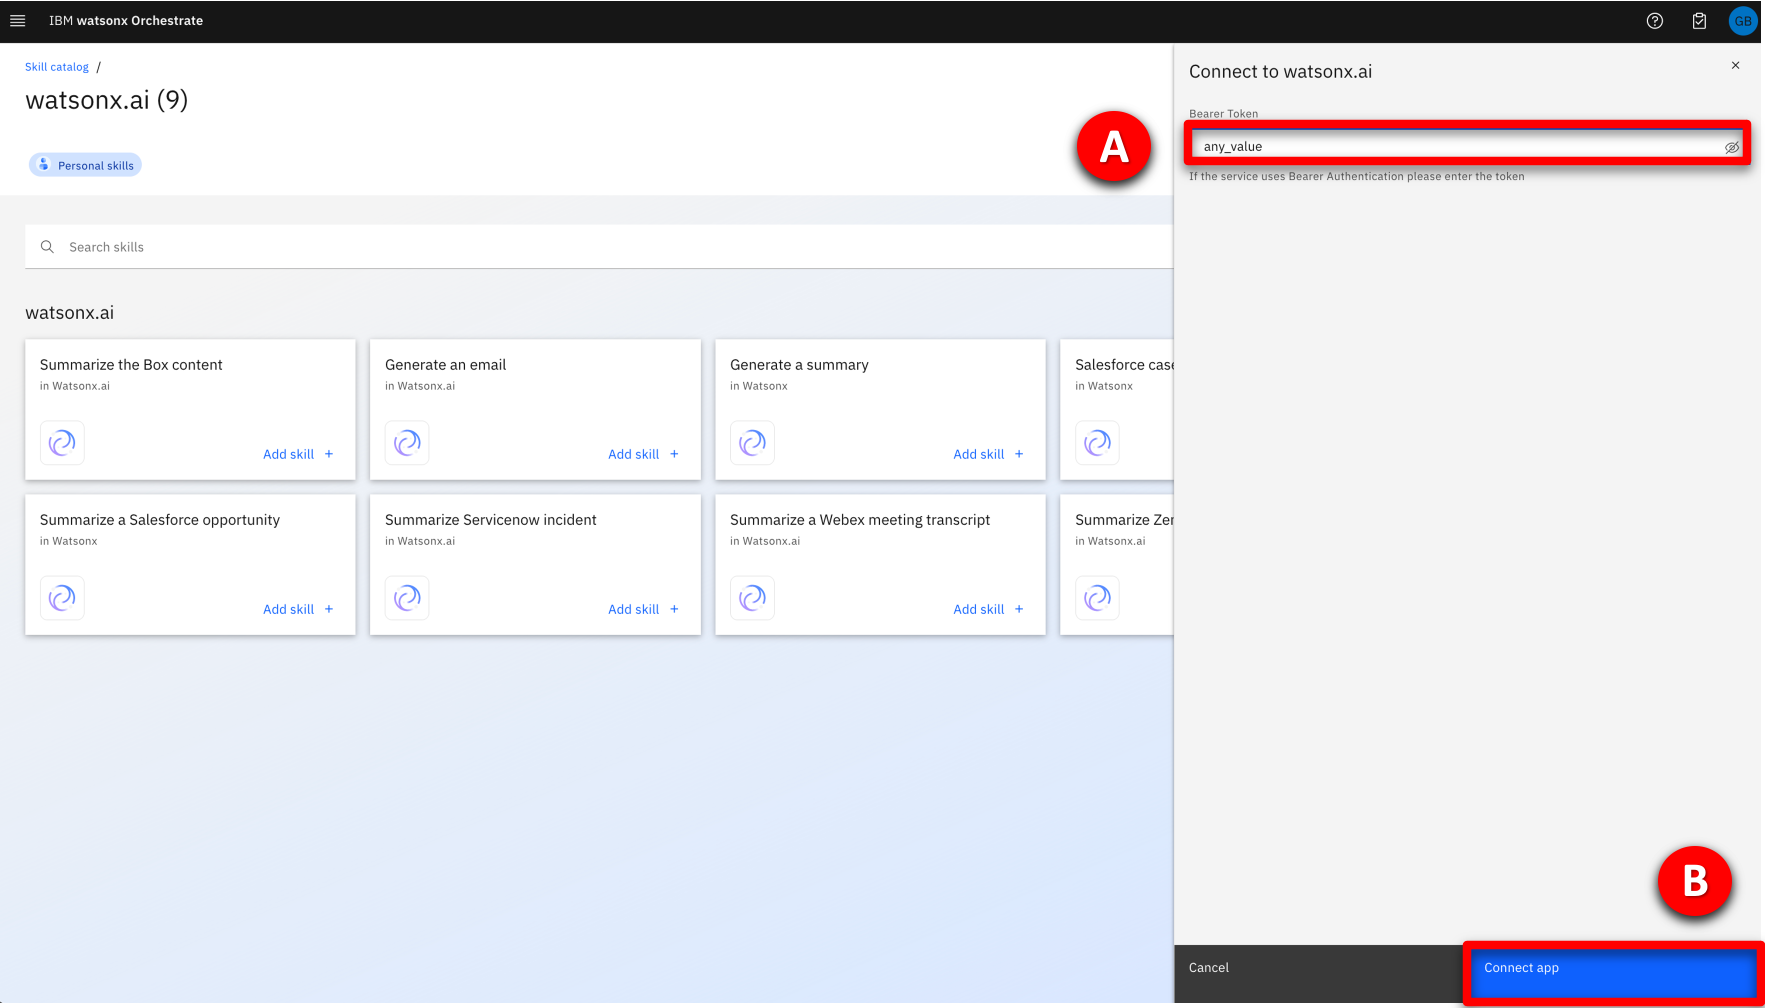 IBM watsonx Orchestrate
GB
Skill catalog /
watsonx.ai (9)
Personal skills
Search skills
watsonx.ai
Summarize the Box content
in Watsonx.ai
Add skill +
Generate an email
in Watsonx.ai
Add skill +
Generate a summary
in Watsonx
Add skill +
Salesforce case
in Watsonx
Summarize a Salesforce opportunity
in Watsonx
Add skill +
Summarize Servicenow incident
in Watsonx.ai
Add skill +
Summarize a Webex meeting transcript
in Watsonx.ai
Add skill +
Summarize Zen
in Watsonx.ai
Connect to watsonx.ai
Bearer Token
A
any_value
If the service uses Bearer Authentication please enter the token
B
Cancel
Connect app